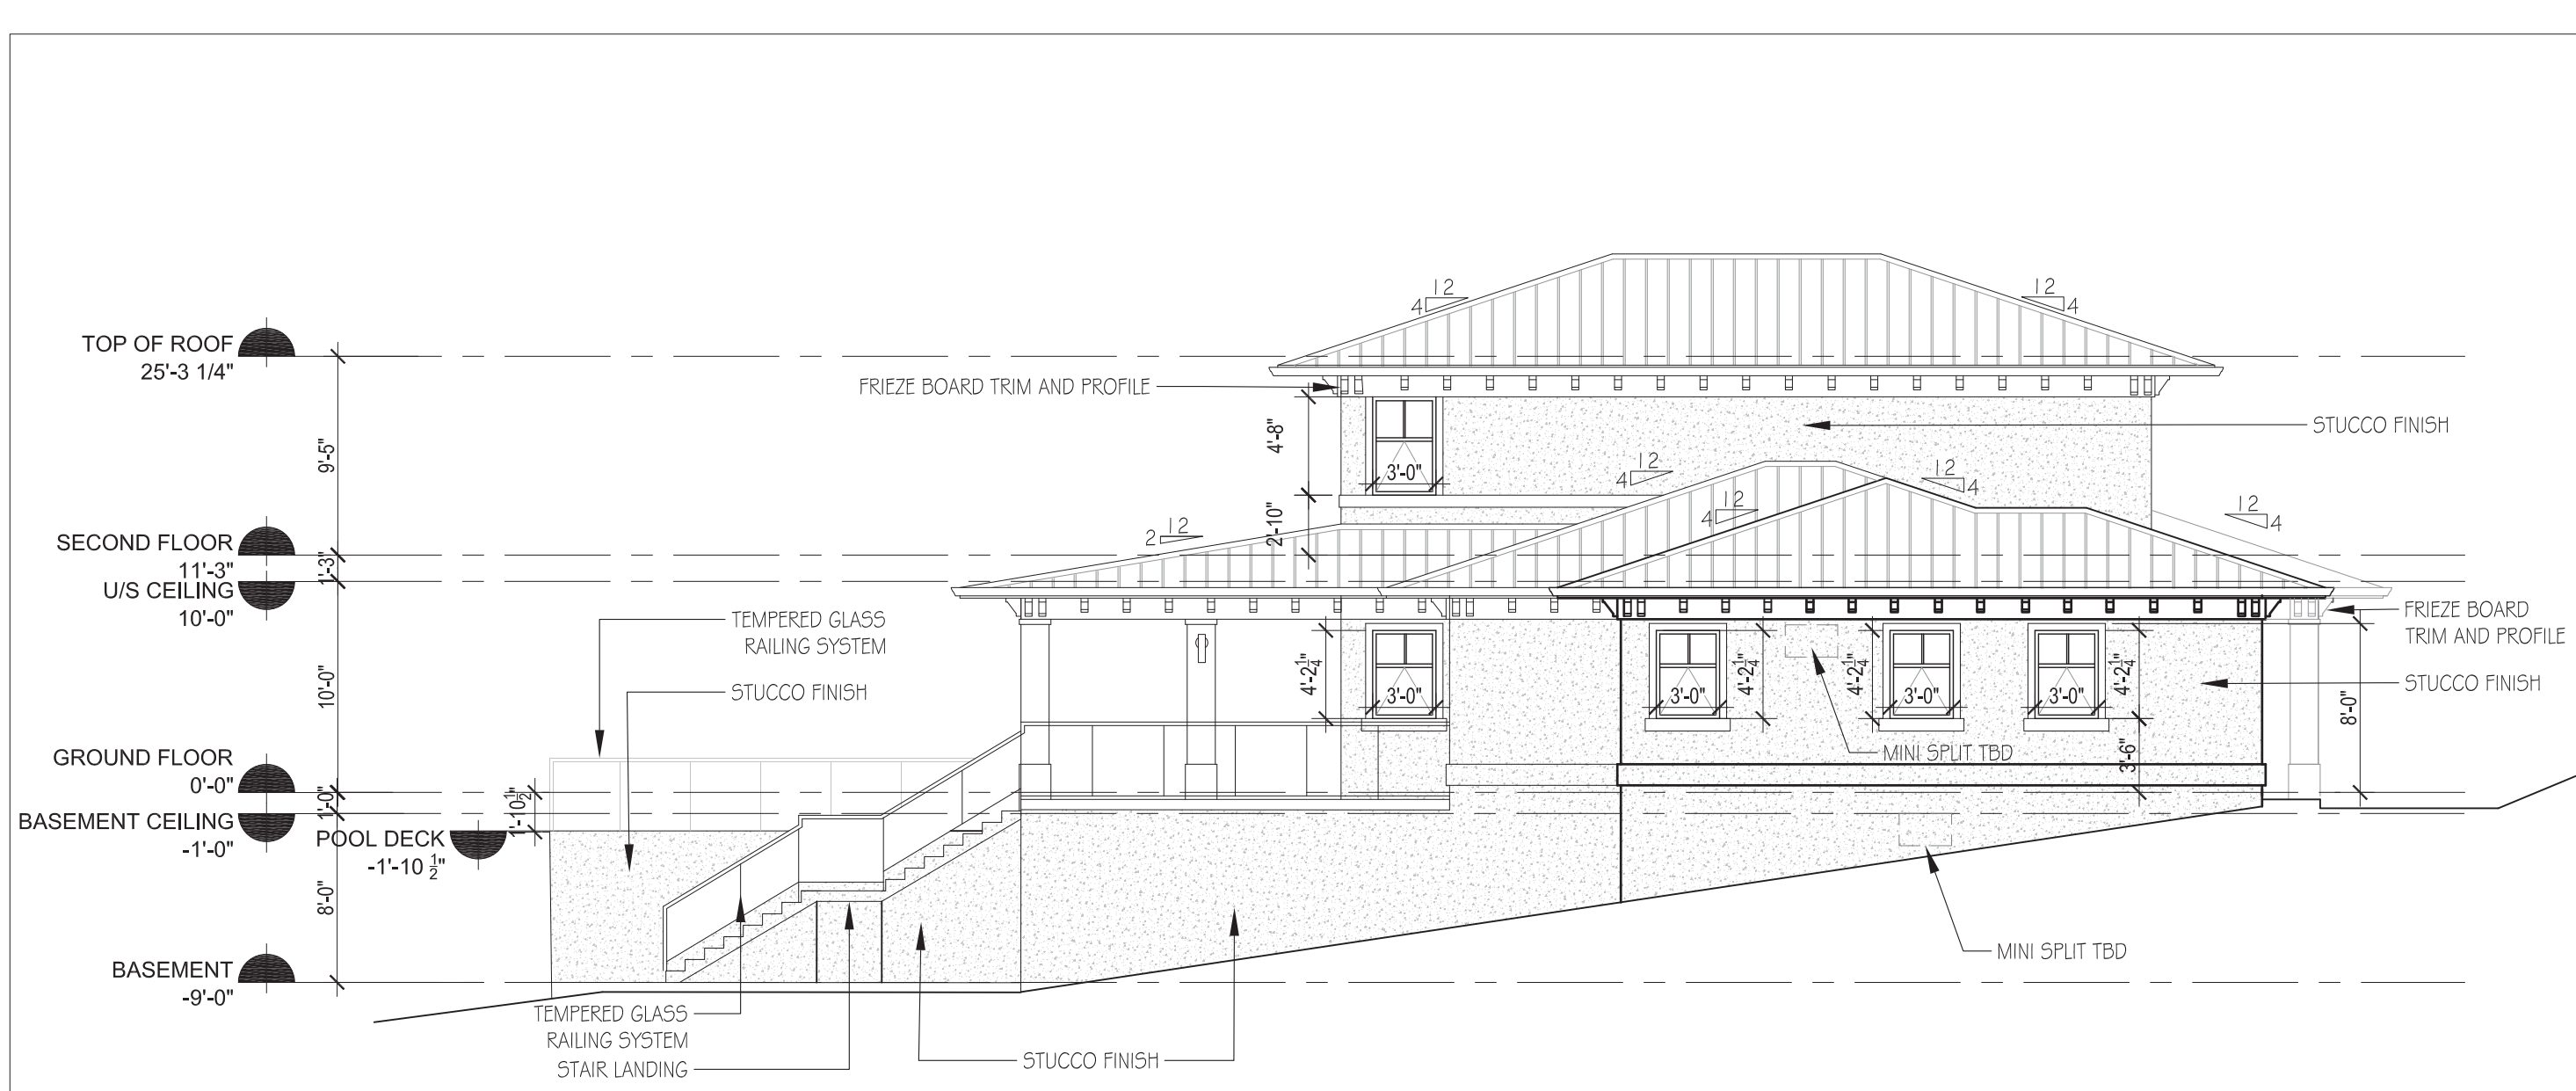 12
4
12
4
TOP OF ROOF
25'-3 1/4"
FRIEZE BOARD TRIM AND PROFILE
STUCCO FINISH
9'-5"
4'-8"
3'-0"
12
4
12
4
12
4
12
4
2'-10"
12
2
SECOND FLOOR
11'-3"
1'-3"
U/S CEILING
10'-0"
TEMPERED GLASS
RAILING SYSTEM
FRIEZE BOARD
TRIM AND PROFILE
STUCCO FINISH
STUCCO FINISH
10'-0"
4'-2 1/4"
3'-0"
3'-0"
4'-2 1/4"
4'-2 1/4"
3'-0"
3'-0"
4'-2 1/4"
8'-0"
MINI SPLIT TBD
3'-6"
GROUND FLOOR
0'-0"
1'-0"
1'-10 1/2"
BASEMENT CEILING
-1'-0"
POOL DECK
-1'-10 1/2"
8'-0"
MINI SPLIT TBD
BASEMENT
-9'-0"
TEMPERED GLASS
RAILING SYSTEM
STAIR LANDING
STUCCO FINISH